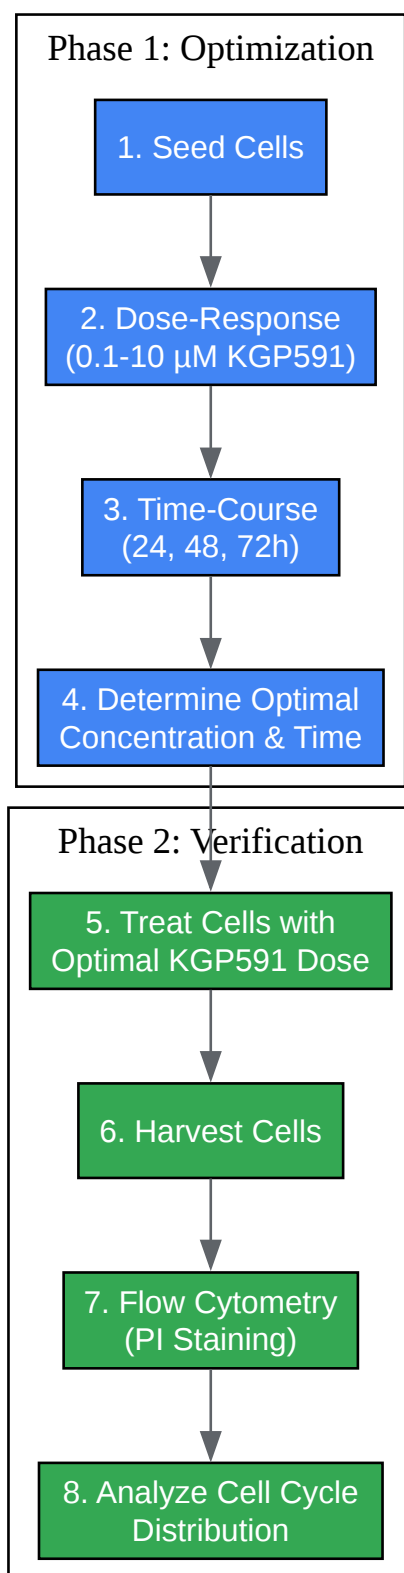 Phase 1: Optimization
1. Seed Cells
2. Dose-Response
(0.1-10 µM KGP591)
3. Time-Course
(24, 48, 72h)
4. Determine Optimal
Concentration & Time
Phase 2: Verification
5. Treat Cells with
Optimal KGP591 Dose
6. Harvest Cells
7. Flow Cytometry
(PI Staining)
8. Analyze Cell Cycle
Distribution